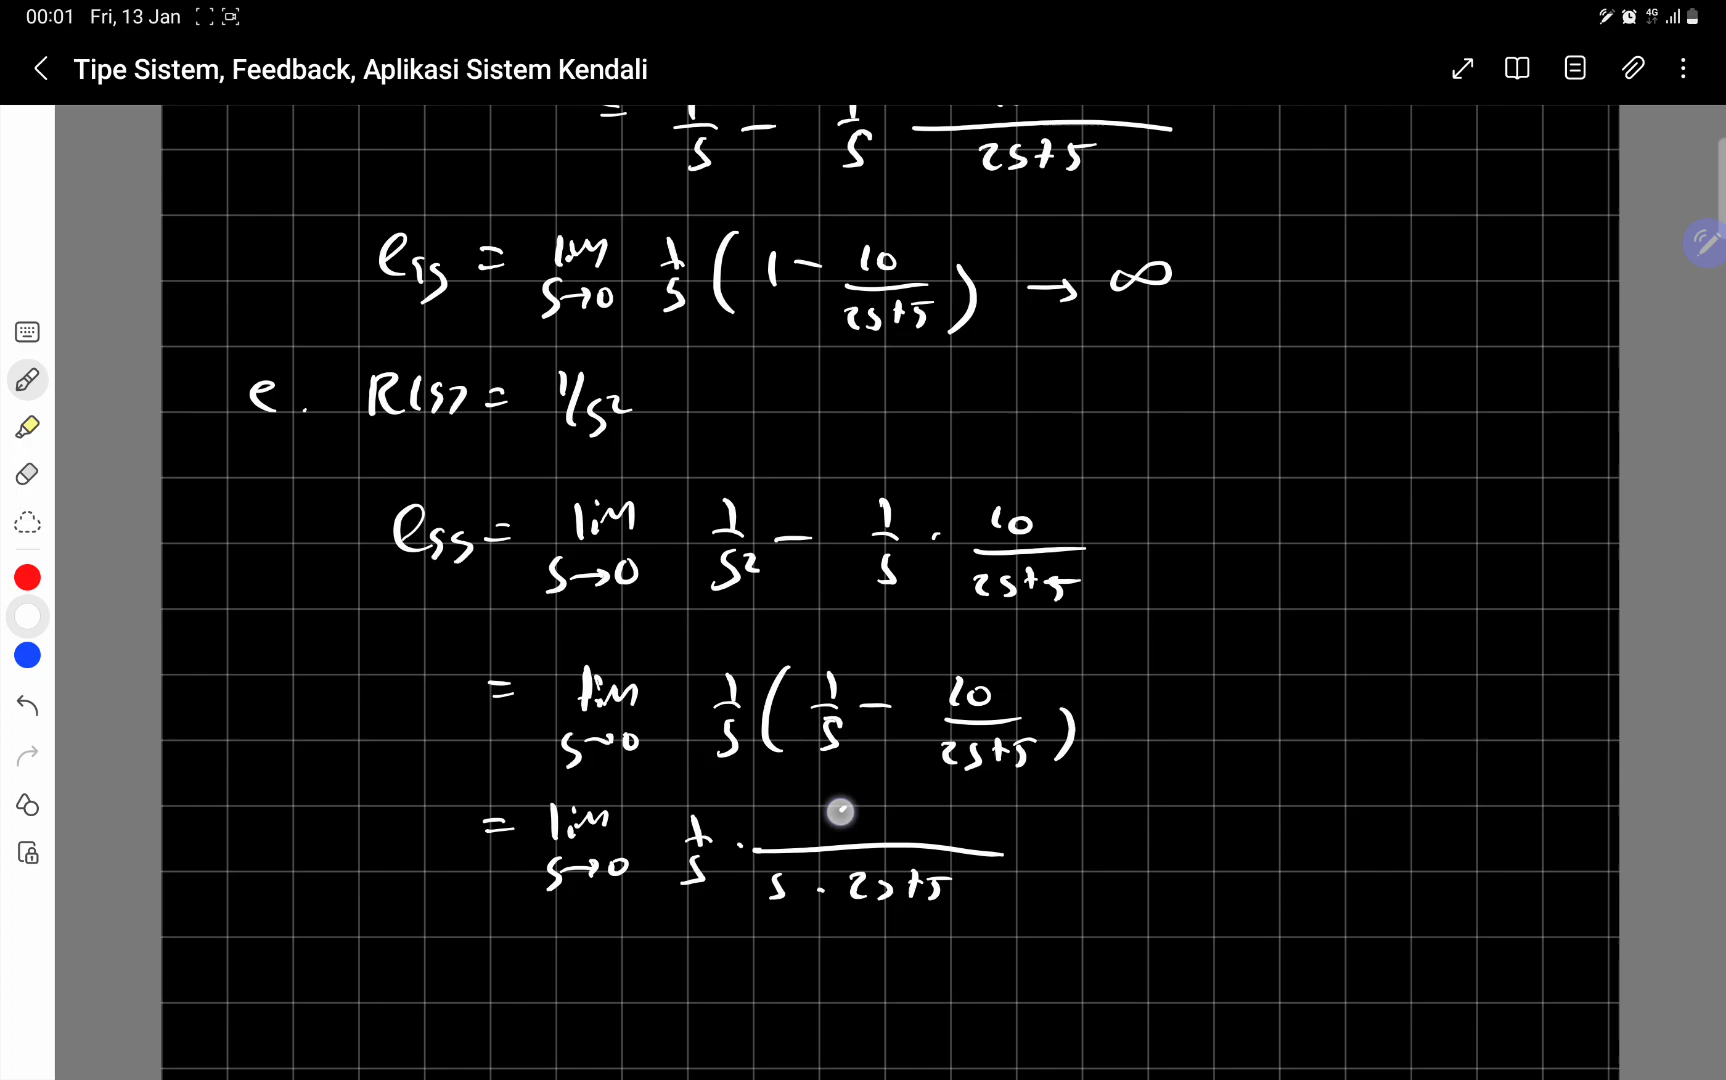 00:01 Fri, 13 Jan 4G
Tipe Sistem, Feedback, Aplikasi Sistem Kendali
= 1/s - 1/s 2s+5
ess = lim s→0 1/s (1 - 10/2s+5) → ∞
e. R(s) = 1/s²
ess = lim s→0 1/s² - 1/s · 10/2s+5
= lim s→0 1/s (1/s - 10/2s+5)
= lim s→0 1/s · /s · 2s+5